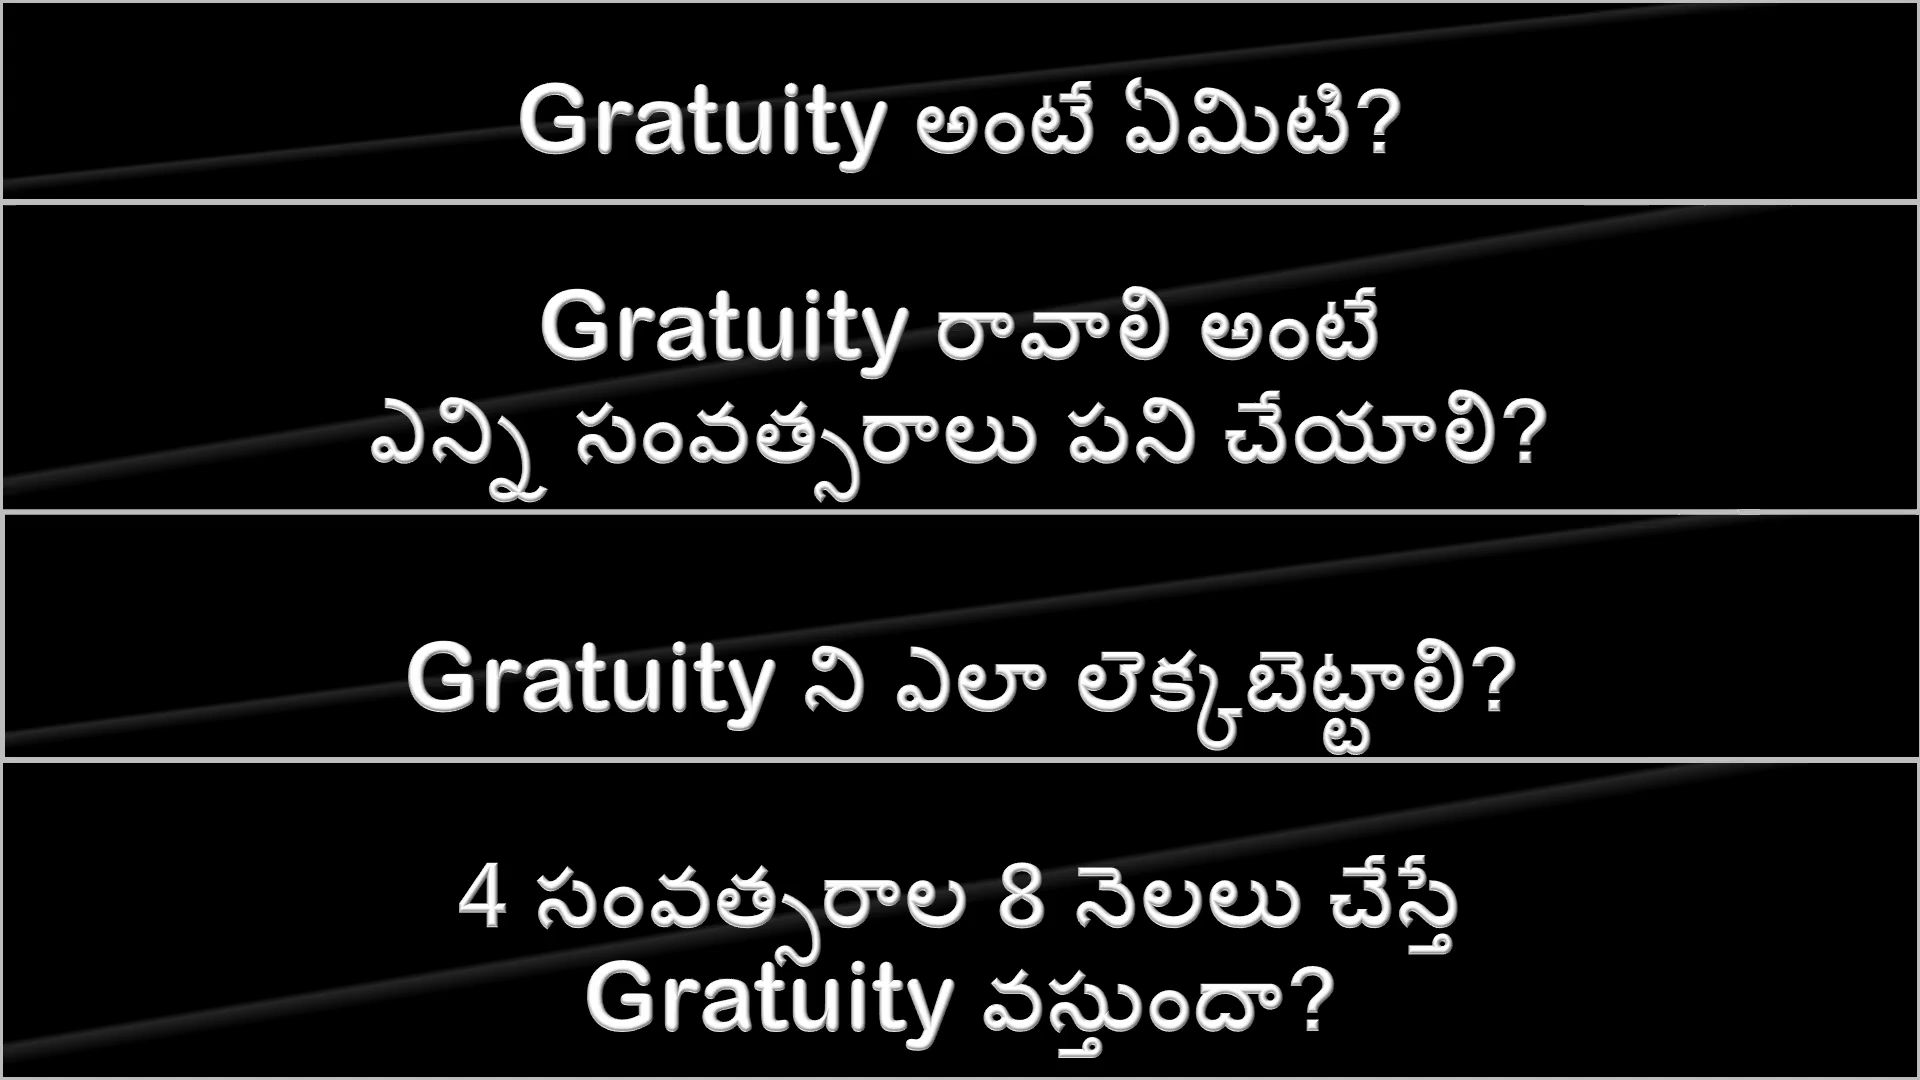 Gratuity అంటే ఏమిటి?
Gratuity రావాలి అంటే
ఎన్ని సంవత్సరాలు పని చేయాలి?
Gratuity ని ఎలా లెక్కబెట్టాలి?
4 సంవత్సరాల 8 నెలలు చేస్తే
Gratuity వస్తుందా?